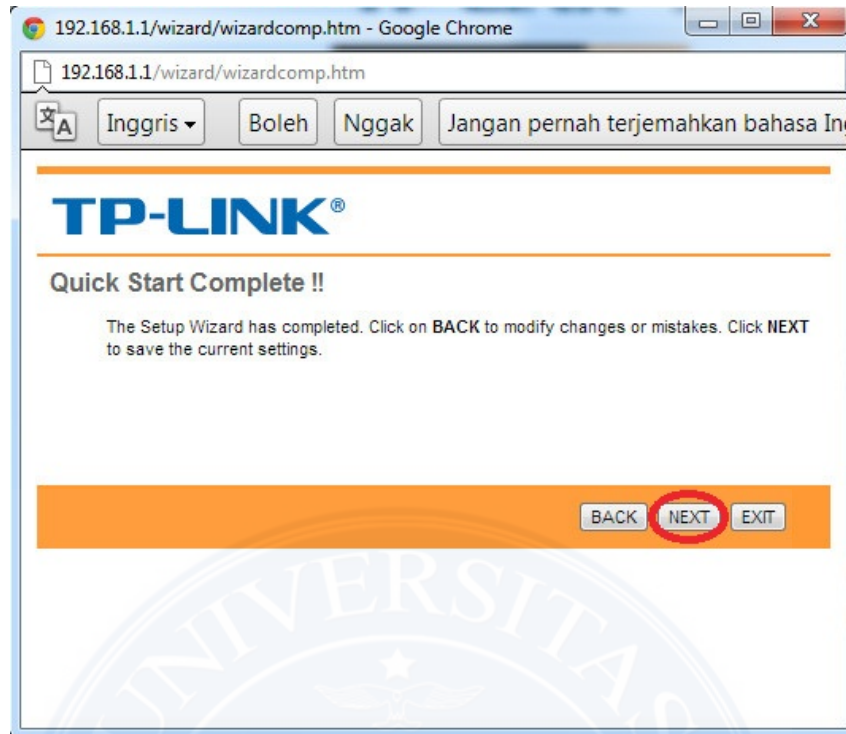 192.168.1.1/wizard/wizardcomp.htm - Google Chrome
192.168.1.1/wizard/wizardcomp.htm
Inggris Boleh Nggak Jangan pernah terjemahkan bahasa
TP-LINK®
Quick Start Complete !!
The Setup Wizard has completed. Click on BACK to modify changes or mistakes. Click NEXT
to save the current settings.
BACK NEXT EXIT
UNIVERSITAS